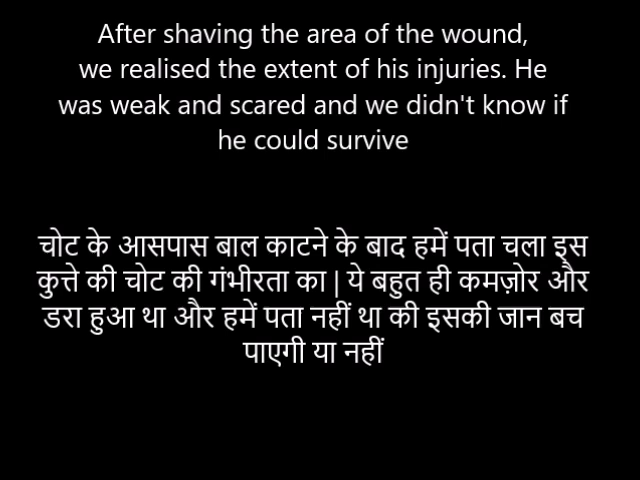 After shaving the area of the wound,
we realised the extent of his injuries. He
was weak and scared and we didn't know if
he could survive
चोट के आसपास बाल काटने के बाद हमें पता चला इस
कुत्ते की चोट की गंभीरता का | ये बहुत ही कमज़ोर और
डरा हुआ था और हमें पता नहीं था की इसकी जान बच
पाएगी या नहीं